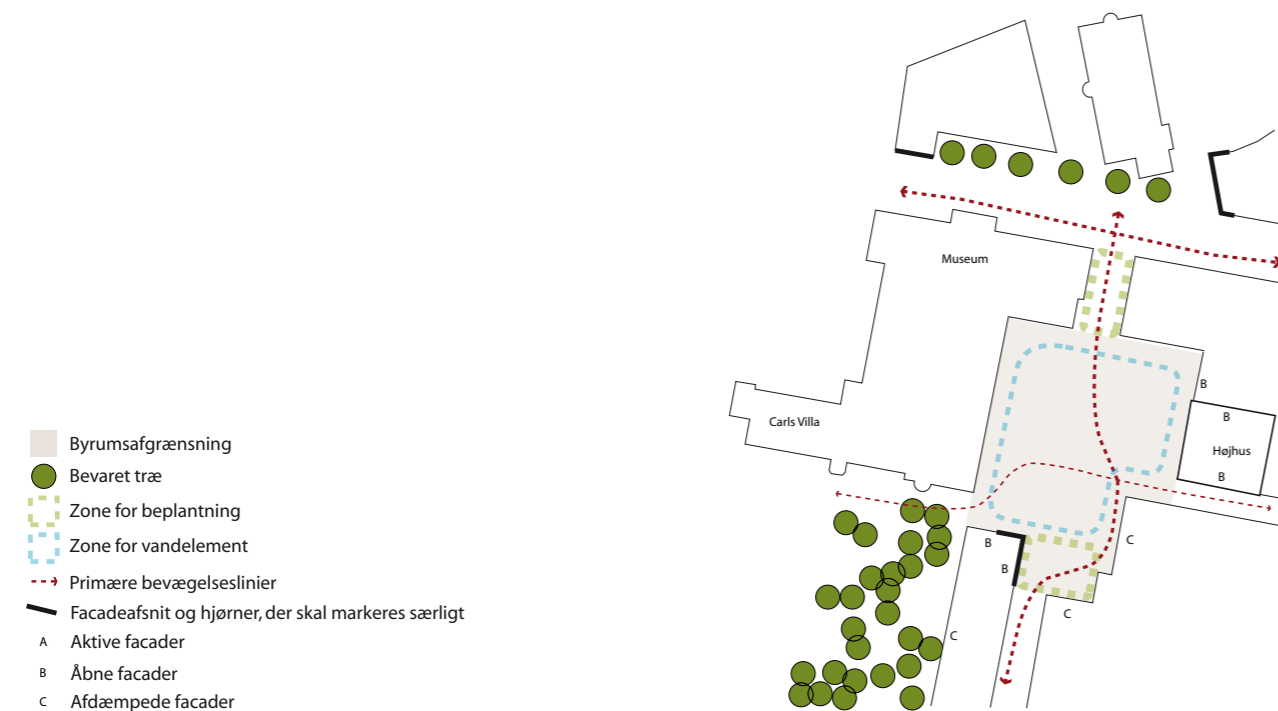 Museum
B
B
Carls Villa
Højhus
B
B
C
B
C
C
Byrumsafgrænsning
Bevaret træ
Zone for beplantning
Zone for vandelement
Primære bevægelseslinier
Facadeafsnit og hjørner, der skal markeres særligt
A Aktive facader
B Åbne facader
C Afdæmpede facader